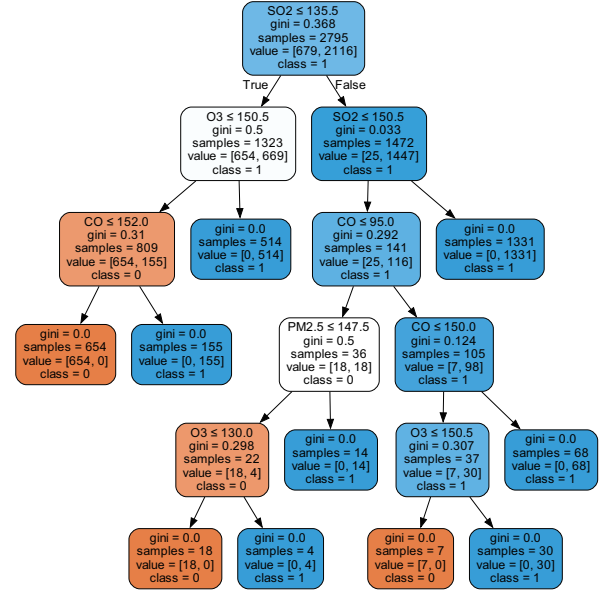 SO2 ≤ 135.5
gini = 0.368
samples = 2795
value = [679, 2116]
class = 1
True
False
O3 ≤ 150.5
gini = 0.5
samples = 1323
value = [654, 669]
class = 1
SO2 ≤ 150.5
gini = 0.033
samples = 1472
value = [25, 1447]
class = 1
CO ≤ 152.0
gini = 0.31
samples = 809
value = [654, 155]
class = 0
gini = 0.0
samples = 514
value = [0, 514]
class = 1
CO ≤ 95.0
gini = 0.292
samples = 141
value = [25, 116]
class = 1
gini = 0.0
samples = 1331
value = [0, 1331]
class = 1
gini = 0.0
samples = 654
value = [654, 0]
class = 0
gini = 0.0
samples = 155
value = [0, 155]
class = 1
PM2.5 ≤ 147.5
gini = 0.5
samples = 36
value = [18, 18]
class = 0
CO ≤ 150.0
gini = 0.124
samples = 105
value = [7, 98]
class = 1
O3 ≤ 130.0
gini = 0.298
samples = 22
value = [18, 4]
class = 0
gini = 0.0
samples = 14
value = [0, 14]
class = 1
O3 ≤ 150.5
gini = 0.307
samples = 37
value = [7, 30]
class = 1
gini = 0.0
samples = 68
value = [0, 68]
class = 1
gini = 0.0
samples = 18
value = [18, 0]
class = 0
gini = 0.0
samples = 4
value = [0, 4]
class = 1
gini = 0.0
samples = 7
value = [7, 0]
class = 0
gini = 0.0
samples = 30
value = [0, 30]
class = 1